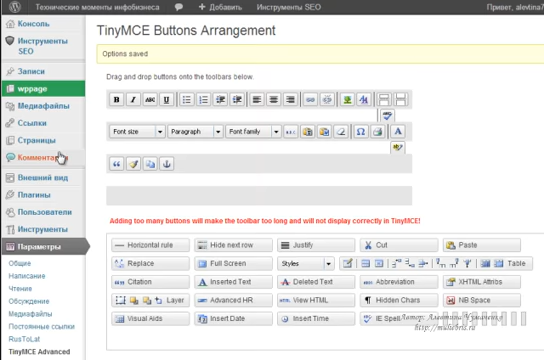 Технические моменты инфобизнеса + Добавить Инструменты SEO Привет, alevtina7
Консоль
Инструменты SEO
Записи
wppage
Медиафайлы
Ссылки
Страницы
Комментарии
Внешний вид
Плагины
Пользователи
Инструменты
Параметры
Общие
Написание
Чтение
Обсуждение
Медиафайлы
Постоянные ссылки
RusToLat
TinyMCE Advanced
TinyMCE Buttons Arrangement
Options saved
Drag and drop buttons onto the toolbars below.
B I ABC U
Font size Paragraph Font family
Adding too many buttons will make the toolbar too long and will not display correctly in TinyMCE!
Horizontal rule Hide next row Justify Cut Paste
Replace Full Screen Styles Table
Citation Inserted Text Deleted Text Abbreviation XHTML Attribs
Layer Advanced HR View HTML Hidden Chars NB Space
Visual Aids Insert Date Insert Time IE Spell